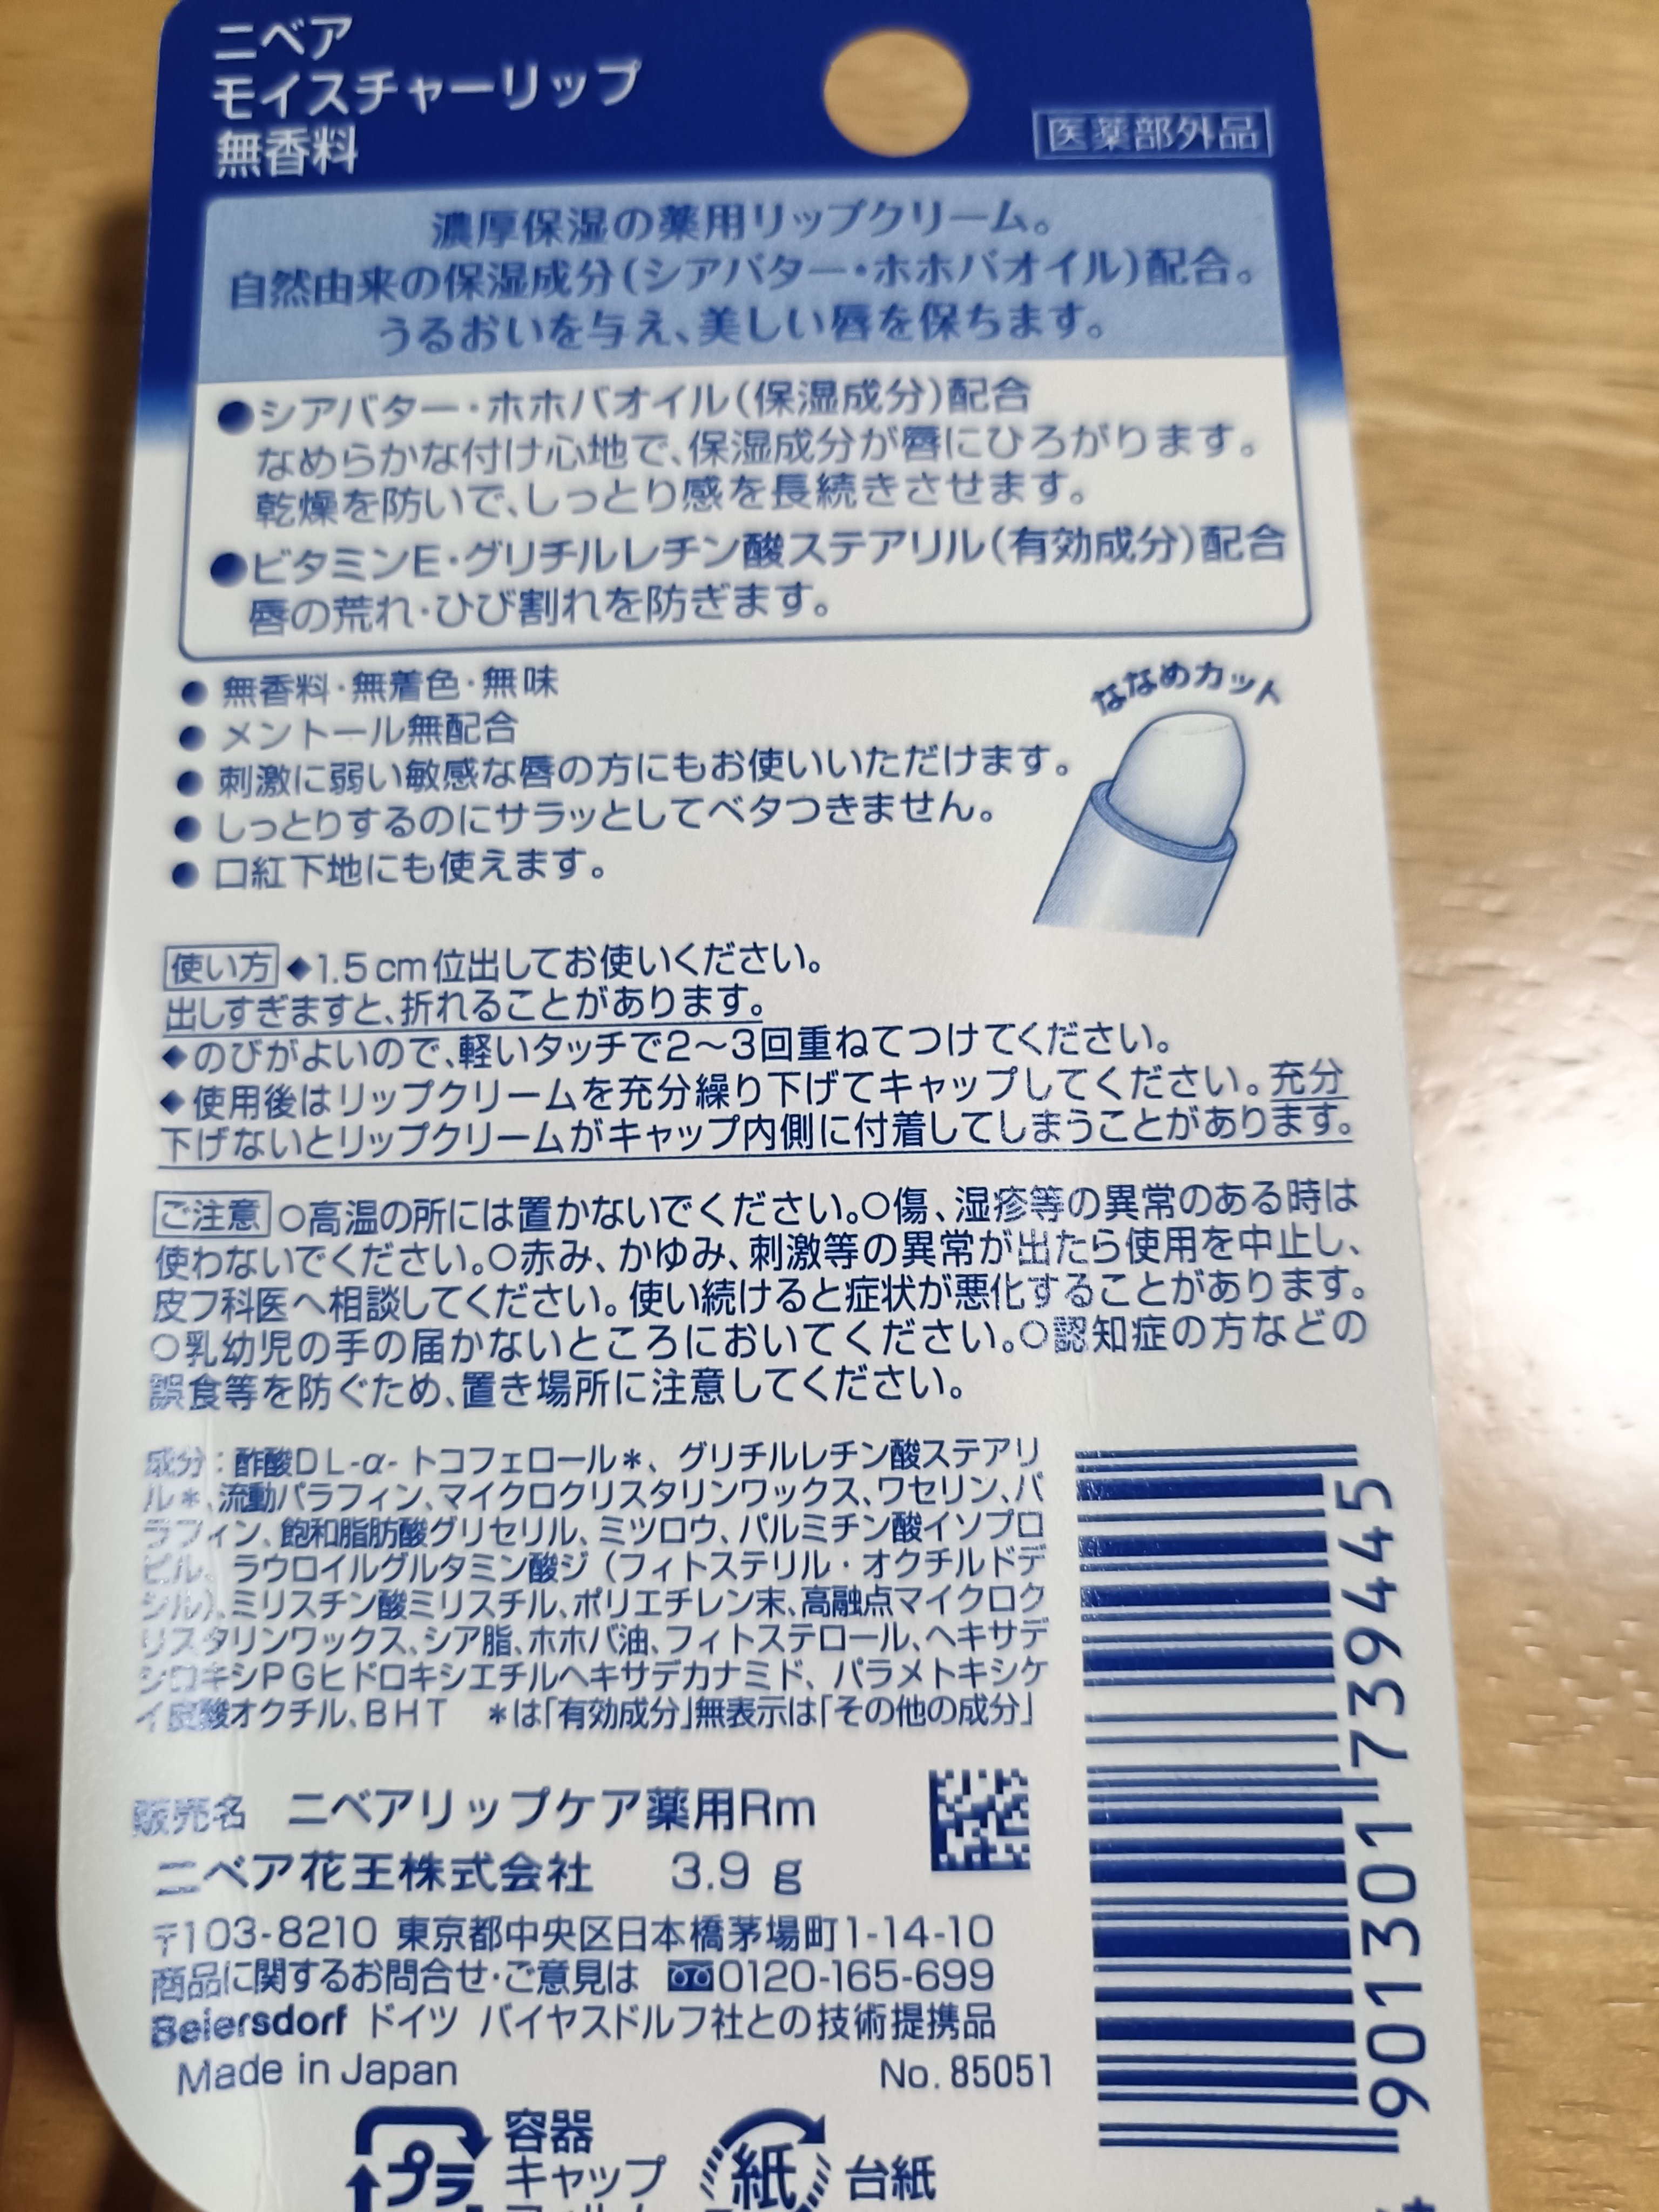 ニベア
モイスチャーリップ
無香料
医薬部外品
濃厚保湿の薬用リップクリーム。
自然由来の保湿成分(シアバター・ホホバオイル)配合。
うるおいを与え、美しい唇を保ちます。
●シアバター・ホホバオイル(保湿成分)配合
なめらかな付け心地で、保湿成分が唇にひろがります。
乾燥を防いで、しっとり感を長続きさせます。
●ビタミンE・グリチルレチン酸ステアリル(有効成分)配合
唇の荒れ・ひび割れを防ぎます。
● 無香料・無着色・無味
● メントール無配合
● 刺激に弱い敏感な唇の方にもお使いいただけます。
● しっとりするのにサラッとしてベタつきません。
● 口紅下地にも使えます。
ななめカット
使い方 ◆1.5cm位出してお使いください。
出しすぎますと、折れることがあります。
◆のびがよいので、軽いタッチで2〜3回重ねてつけてください。
◆使用後はリップクリームを充分繰り下げてキャップしてください。充分
下げないとリップクリームがキャップ内側に付着してしまうことがあります。
ご注意 ○高温の所には置かないでください。○傷、湿疹等の異常のある時は
使わないでください。○赤み、かゆみ、刺激等の異常が出たら使用を中止し、
皮フ科医へ相談してください。使い続けると症状が悪化することがあります。
○乳幼児の手の届かないところにおいてください。○認知症の方などの
誤食等を防ぐため、置き場所に注意してください。
成分:酢酸DL-α-トコフェロール*、グリチルレチン酸ステアリ
ル*、流動パラフィン、マイクロクリスタリンワックス、ワセリン、パ
ラフィン、飽和脂肪酸グリセリル、ミツロウ、パルミチン酸イソプロ
ピル、ラウロイルグルタミン酸ジ(フィトステリル・オクチルドデ
シル)、ミリスチン酸ミリスチル、ポリエチレン末、高融点マイクロク
リスタリンワックス、シア脂、ホホバ油、フィトステロール、ヘキサデ
シロキシPGヒドロキシエチルヘキサデカナミド、パラメトキシケ
イ皮酸オクチル、BHT *は「有効成分」無表示は「その他の成分」
販売名 ニベアリップケア薬用Rm
ニベア花王株式会社 3.9 g
〒103-8210 東京都中央区日本橋茅場町1-14-10
商品に関するお問合せ・ご意見は 0120-165-699
Beiersdorf ドイツ バイヤスドルフ社との技術提携品
Made in Japan No. 85051
4 901301 739445
プラ
容器
キャップ
紙
台紙